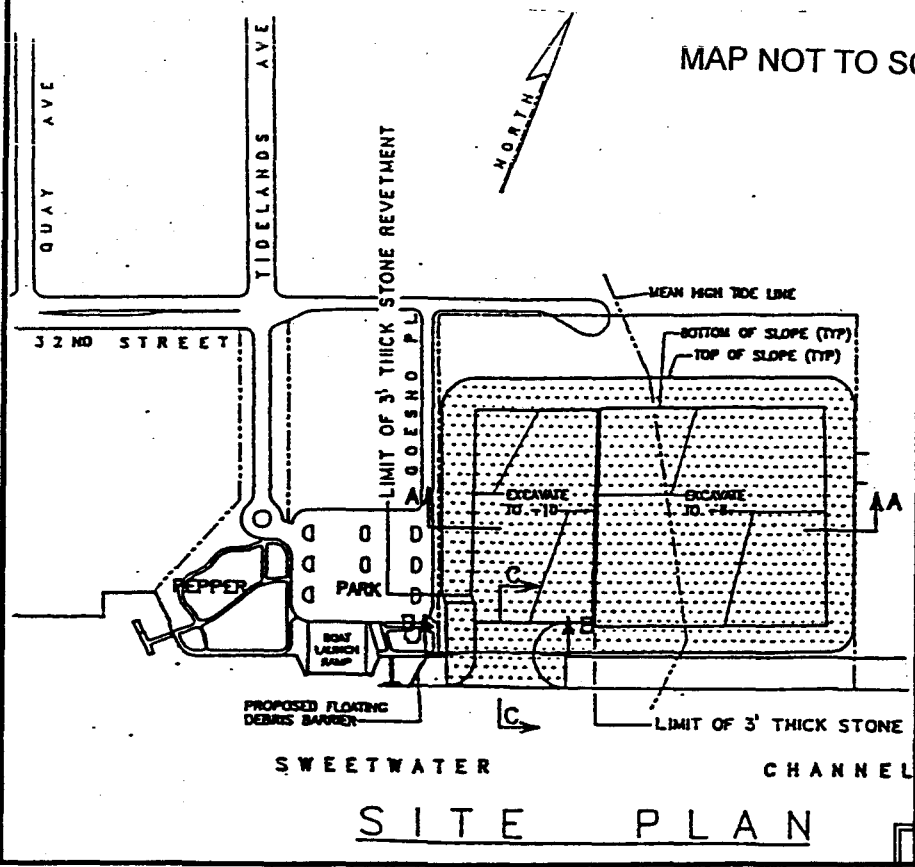 MAP NOT TO SC
QUAY AVE
TIDELANDS AVE
NORTH
LIMIT OF 3' THICK STONE REVETMENT
MEAN HIGH TIDE LINE
BOTTOM OF SLOPE (TYP)
TOP OF SLOPE (TYP)
32ND STREET
GOESNO PL
A
A
EXCAVATE
TO -10
EXCAVATE
C
PEPPER
PARK
B
BOAT
LAUNCH
RAMP
PROPOSED FLOATING
DEBRIS BARRIER
C
LIMIT OF 3' THICK STONE
SWEETWATER
CHANNEL
SITE PLAN